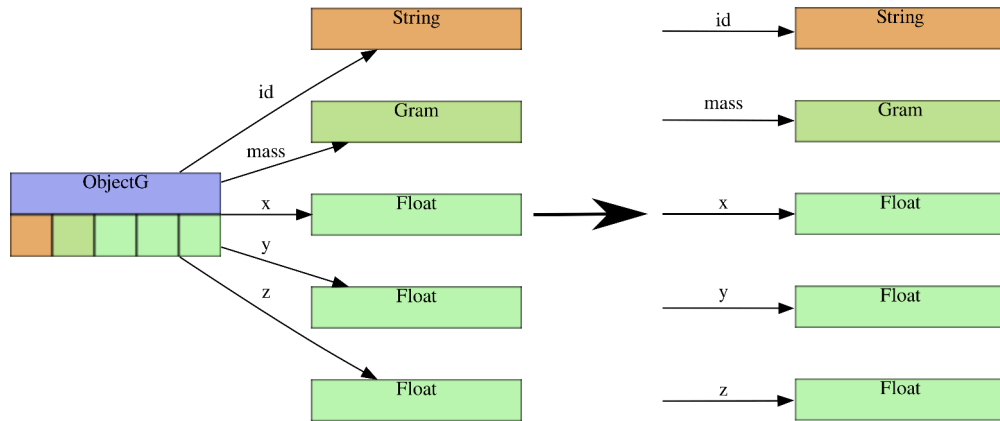 String
id
String
id
Gram
mass
Gram
mass
ObjectG
x
Float
x
Float
y
Float
y
Float
z
Float
z
Float